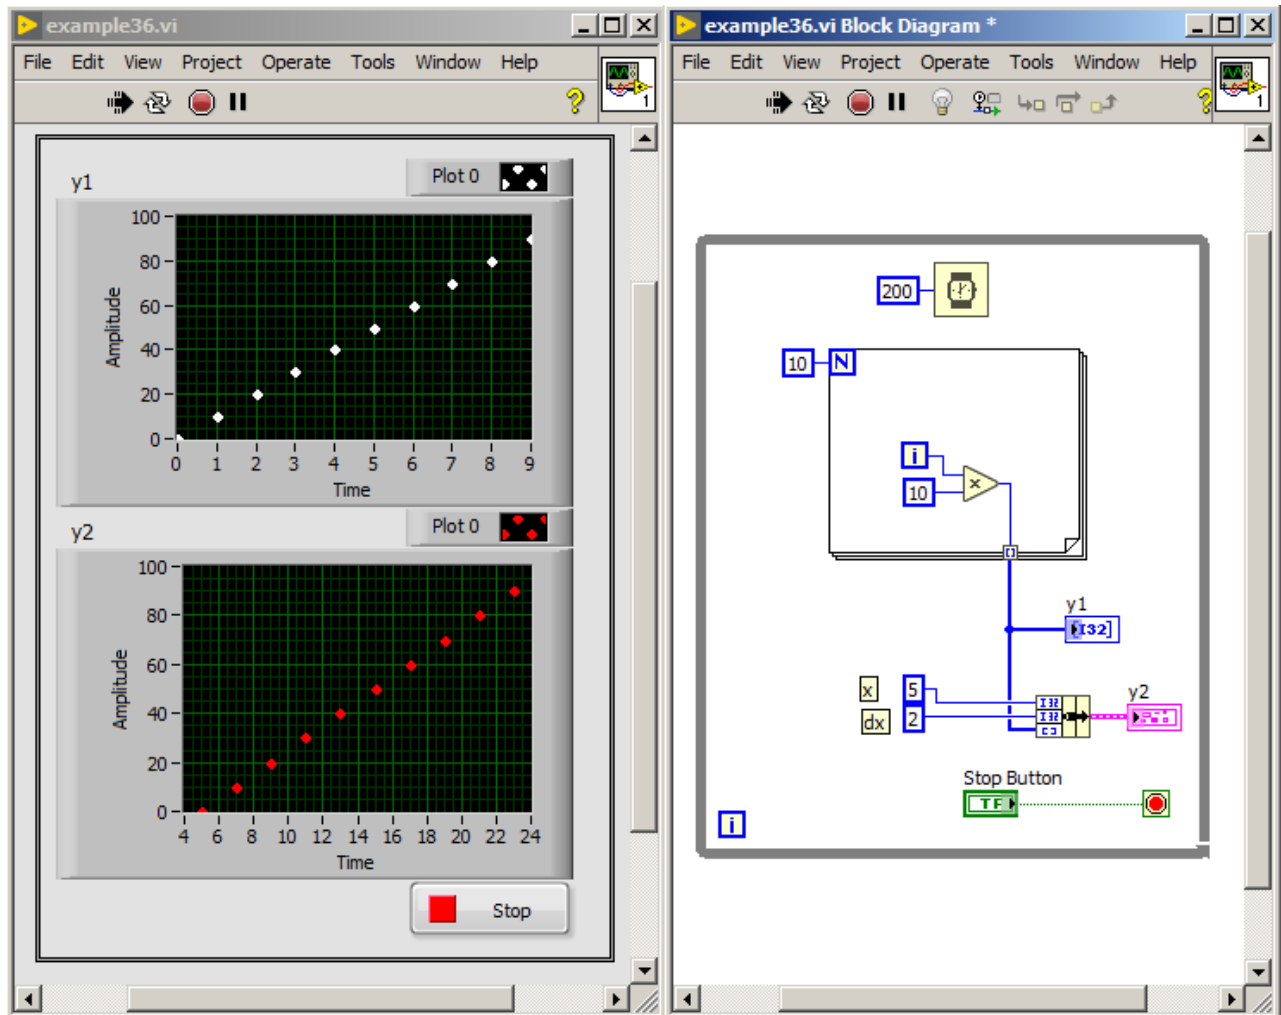 example36.vi
File Edit View Project Operate Tools Window Help
1
y1
Plot 0
100
80
60
40
20
0
Amplitude
0 1 2 3 4 5 6 7 8 9
Time
y2
Plot 0
100
80
60
40
20
0
Amplitude
4 6 8 10 12 14 16 18 20 22 24
Time
Stop
example36.vi Block Diagram *
File Edit View Project Operate Tools Window Help
1
200
10 N
i
10 x
y1
[I32]
x 5
dx 2
I32
I32
y2
Stop Button
TF
i